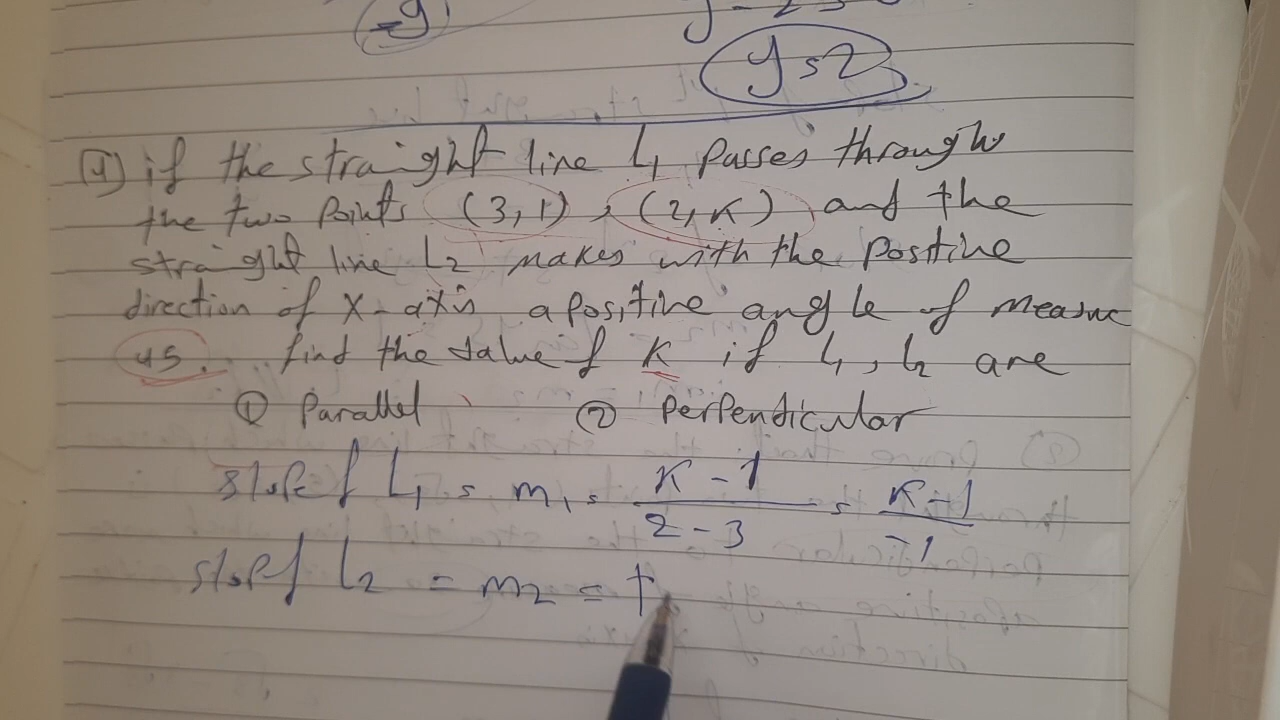 -9
y-2=0
y=2
(4) if the straight line L1 passes through
the two points (3,1), (2,K) and the
straight line L2 makes with the positive
direction of X-axis a positive angle of measure
45. find the value of K if L1, L2 are
① Parallel ② Perpendicular
slope of L1 = m1 = K-1 / 2-3 = K-1 / -1
slope of L2 = m2 = t